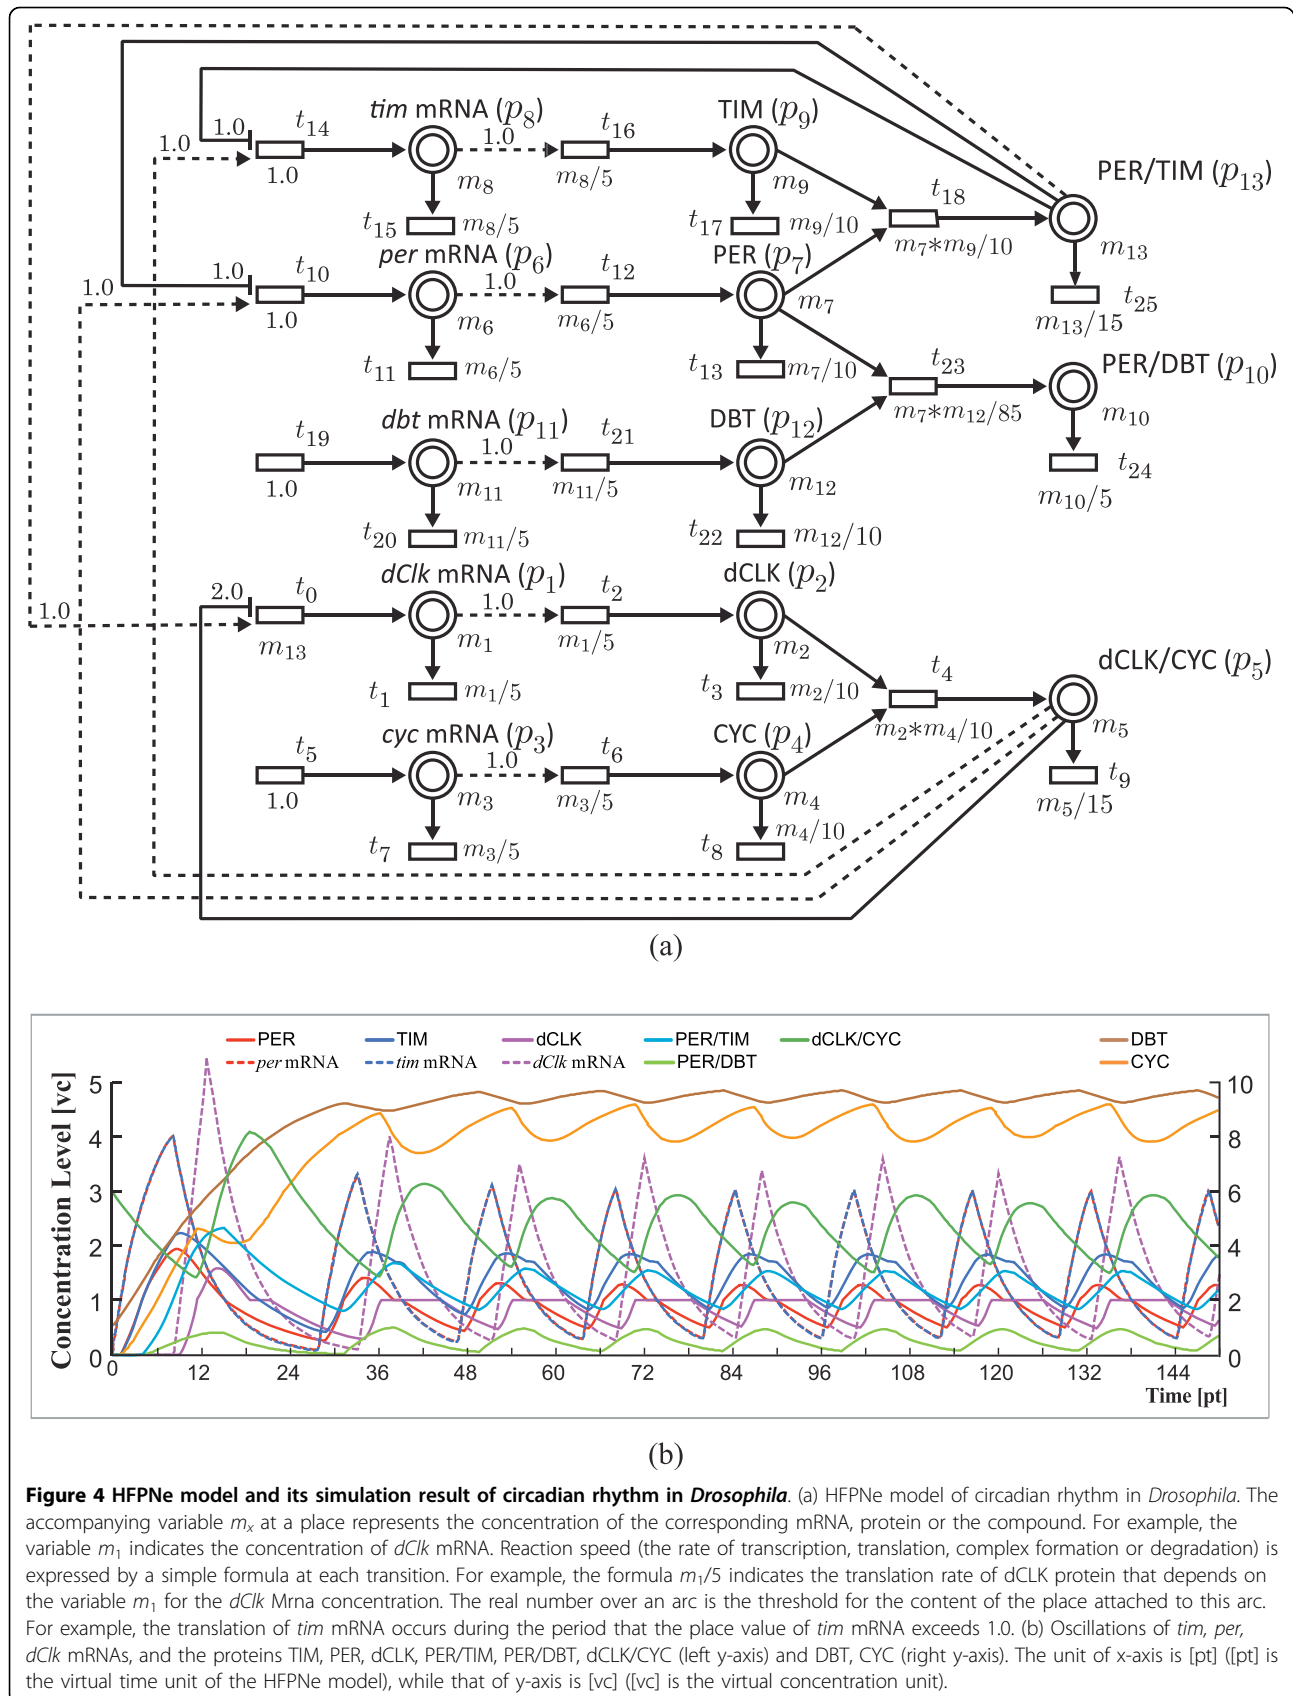 tim mRNA (p8)
TIM (p9)
1.0
1.0
t14
1.0
t16
1.0
m8
m8/5
m9
t15
m8/5
t17
m9/10
t18
m7*m9/10
PER/TIM (p13)
m13
t25
m13/15
per mRNA (p6)
PER (p7)
1.0
1.0
t10
1.0
t12
1.0
m6
m6/5
m7
t11
m6/5
t13
m7/10
t23
m7*m12/85
PER/DBT (p10)
m10
t24
m10/5
dbt mRNA (p11)
DBT (p12)
t19
1.0
t21
1.0
m11
m11/5
m12
t20
m11/5
t22
m12/10
dClk mRNA (p1)
dCLK (p2)
2.0
t0
1.0
t2
1.0
m13
m1
m1/5
m2
t1
m1/5
t3
m2/10
t4
m2*m4/10
dCLK/CYC (p5)
m5
t9
m5/15
cyc mRNA (p3)
CYC (p4)
t5
1.0
t6
1.0
m3
m3/5
m4
t7
m3/5
t8
m4/10
(a)
PER TIM dCLK PER/TIM dCLK/CYC DBT
per mRNA tim mRNA dClk mRNA PER/DBT CYC
Concentration Level [vc]
5
4
3
2
1
0
10
8
6
4
2
0
0 12 24 36 48 60 72 84 96 108 120 132 144
Time [pt]
(b)
Figure 4 HFPNe model and its simulation result of circadian rhythm in Drosophila. (a) HFPNe model of circadian rhythm in Drosophila. The
accompanying variable mx at a place represents the concentration of the corresponding mRNA, protein or the compound. For example, the
variable m1 indicates the concentration of dClk mRNA. Reaction speed (the rate of transcription, translation, complex formation or degradation) is
expressed by a simple formula at each transition. For example, the formula m1/5 indicates the translation rate of dCLK protein that depends on
the variable m1 for the dClk Mrna concentration. The real number over an arc is the threshold for the content of the place attached to this arc.
For example, the translation of tim mRNA occurs during the period that the place value of tim mRNA exceeds 1.0. (b) Oscillations of tim, per,
dClk mRNAs, and the proteins TIM, PER, dCLK, PER/TIM, PER/DBT, dCLK/CYC (left y-axis) and DBT, CYC (right y-axis). The unit of x-axis is [pt] ([pt] is
the virtual time unit of the HFPNe model), while that of y-axis is [vc] ([vc] is the virtual concentration unit).